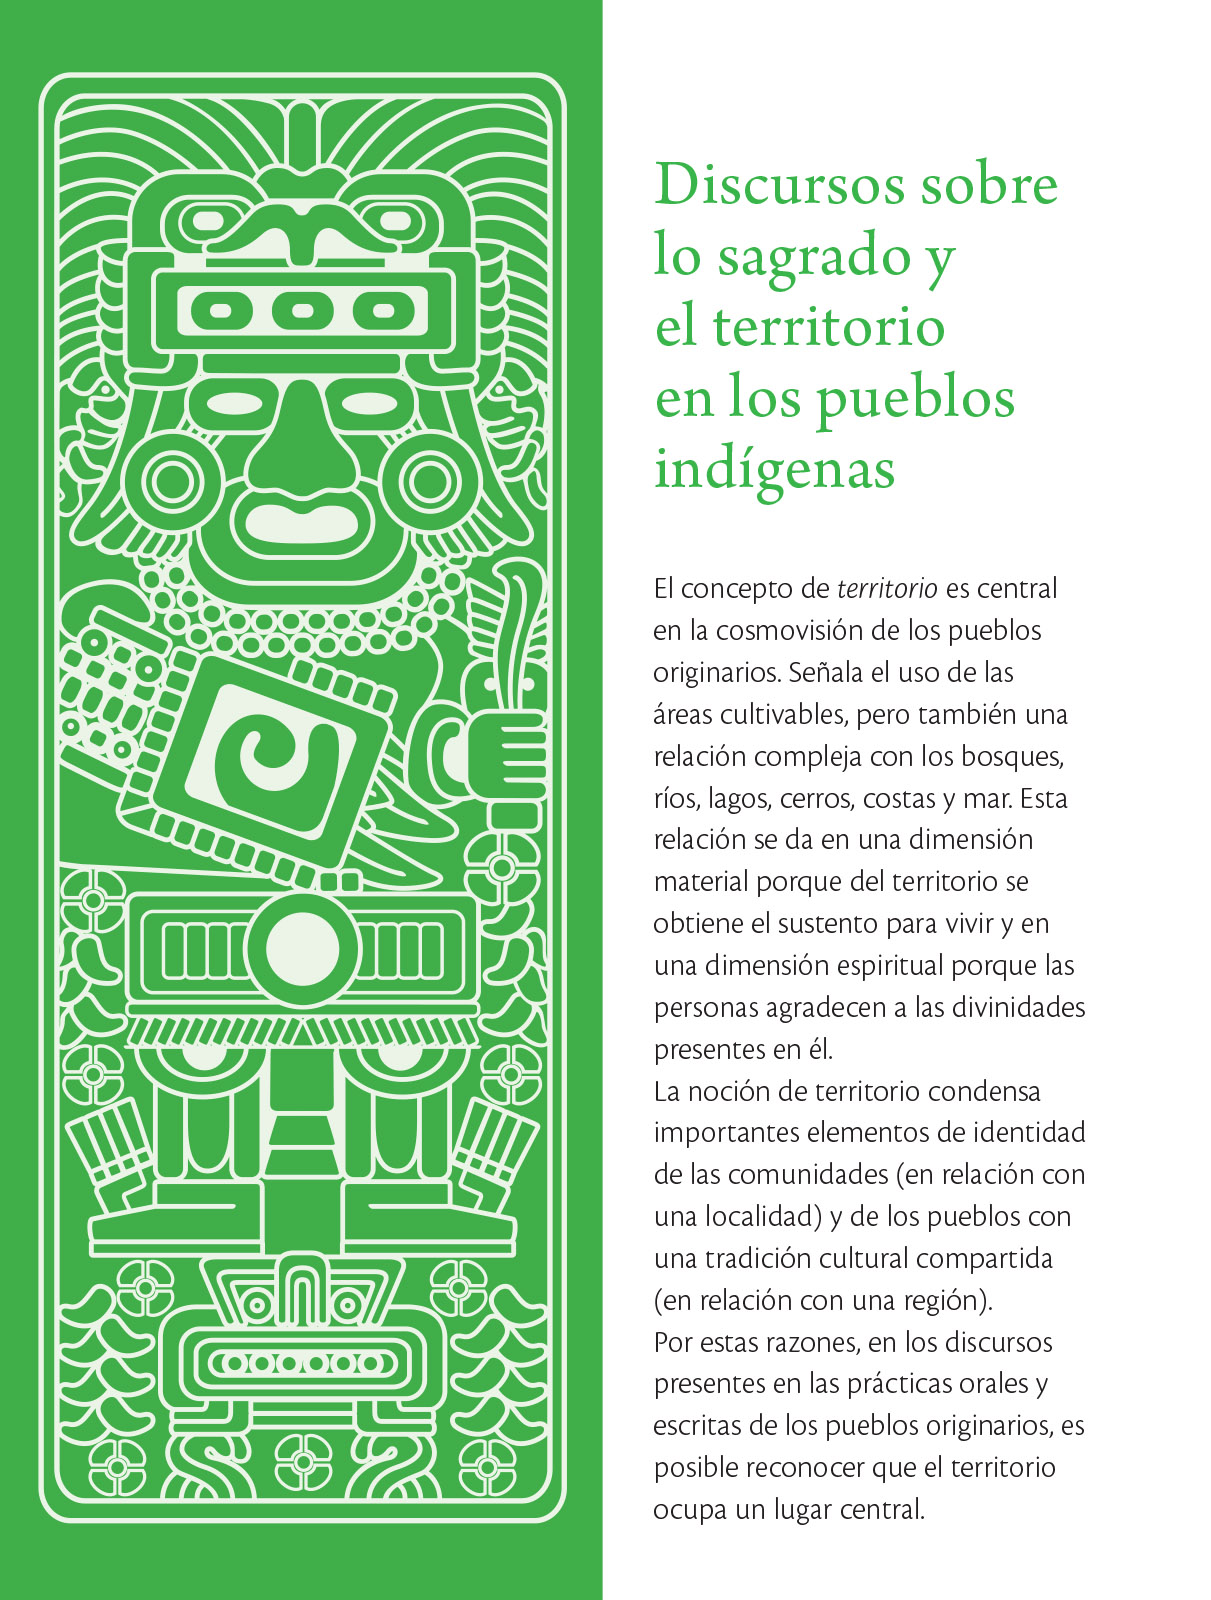 Discursos sobre
lo sagrado y
el territorio
en los pueblos
indígenas
El concepto de territorio es central
en la cosmovisión de los pueblos
originarios. Señala el uso de las
áreas cultivables, pero también una
relación compleja con los bosques,
ríos, lagos, cerros, costas y mar. Esta
relación se da en una dimensión
material porque del territorio se
obtiene el sustento para vivir y en
una dimensión espiritual porque las
personas agradecen a las divinidades
presentes en él.
La noción de territorio condensa
importantes elementos de identidad
de las comunidades (en relación con
una localidad) y de los pueblos con
una tradición cultural compartida
(en relación con una región).
Por estas razones, en los discursos
presentes en las prácticas orales y
escritas de los pueblos originarios, es
posible reconocer que el territorio
ocupa un lugar central.